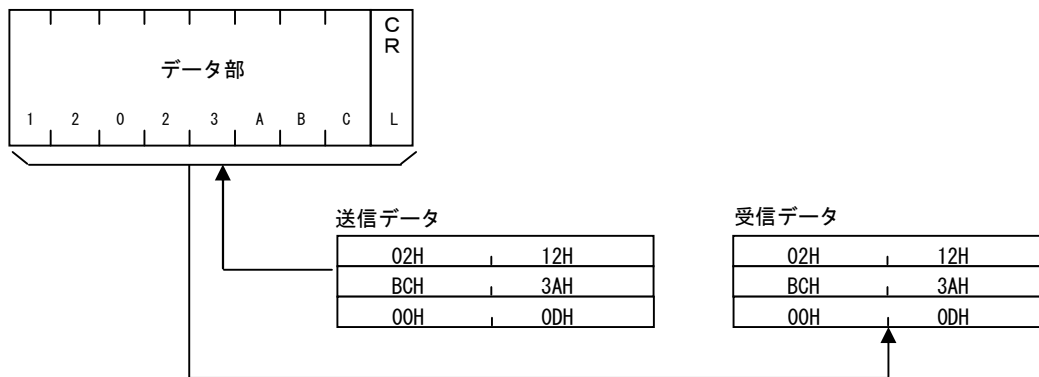 C
R
データ部
1 2 0 2 3 A B C L
送信データ
02H 12H
BCH 3AH
00H 0DH
受信データ
02H 12H
BCH 3AH
00H 0DH